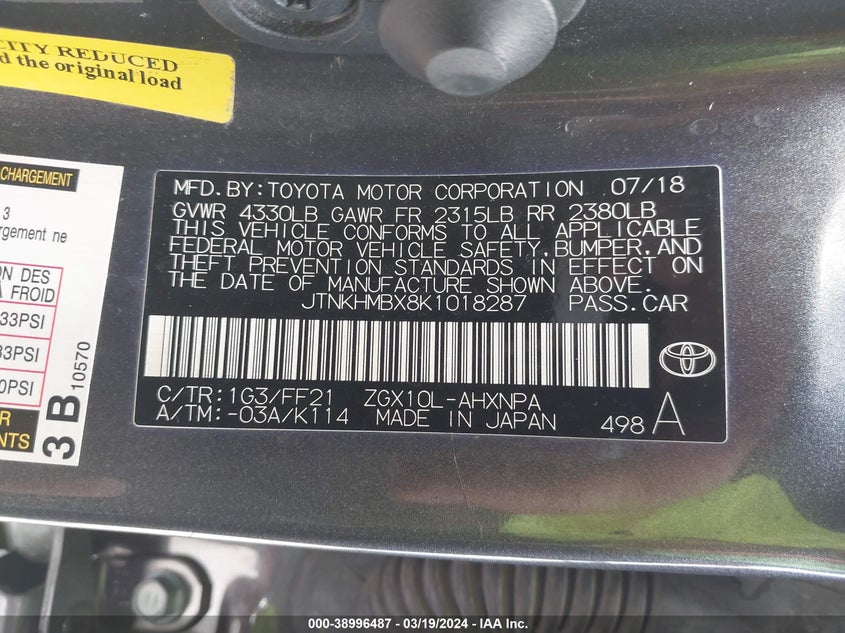 CITY REDUCED
d the original load
CHARGEMENT
3
rgement ne
ON DES
A FROID
33PSI
33PSI
0PSI
R
ENTS
3 B 10570
MFD. BY: TOYOTA MOTOR CORPORATION 07/18
GVWR 4330LB GAWR FR 2315LB RR 2380LB
THIS VEHICLE CONFORMS TO ALL APPLICABLE
FEDERAL MOTOR VEHICLE SAFETY, BUMPER, AND
THEFT PREVENTION STANDARDS IN EFFECT ON
THE DATE OF MANUFACTURE SHOWN ABOVE.
JTNKHMBX8K1018287 PASS. CAR
C/TR: 1G3/FF21 ZGX10L-AHXNPA
A/TM: -03A/K114 MADE IN JAPAN 498 A
000-38996487 - 03/19/2024 - IAA Inc.